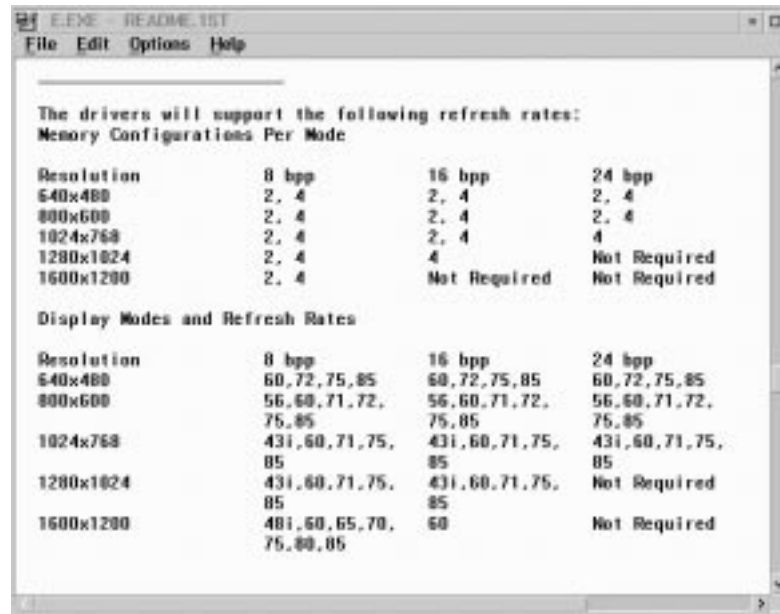 E.EXE - README.1ST
File Edit Options Help
The drivers will support the following refresh rates:
Memory Configurations Per Mode
Resolution 8 bpp 16 bpp 24 bpp
640x480 2, 4 2, 4 2, 4
800x600 2, 4 2, 4 2, 4
1024x768 2, 4 2, 4 4
1280x1024 2, 4 4 Not Required
1600x1200 2, 4 Not Required Not Required
Display Modes and Refresh Rates
Resolution 8 bpp 16 bpp 24 bpp
640x480 60,72,75,85 60,72,75,85 60,72,75,85
800x600 56,60,71,72, 56,60,71,72, 56,60,71,72,
75,85 75,85 75,85
1024x768 43i,60,71,75, 43i,60,71,75, 43i,60,71,75,
85 85 85
1280x1024 43i,60,71,75, 43i,60,71,75, Not Required
85 85
1600x1200 48i,60,65,70, 60 Not Required
75,80,85